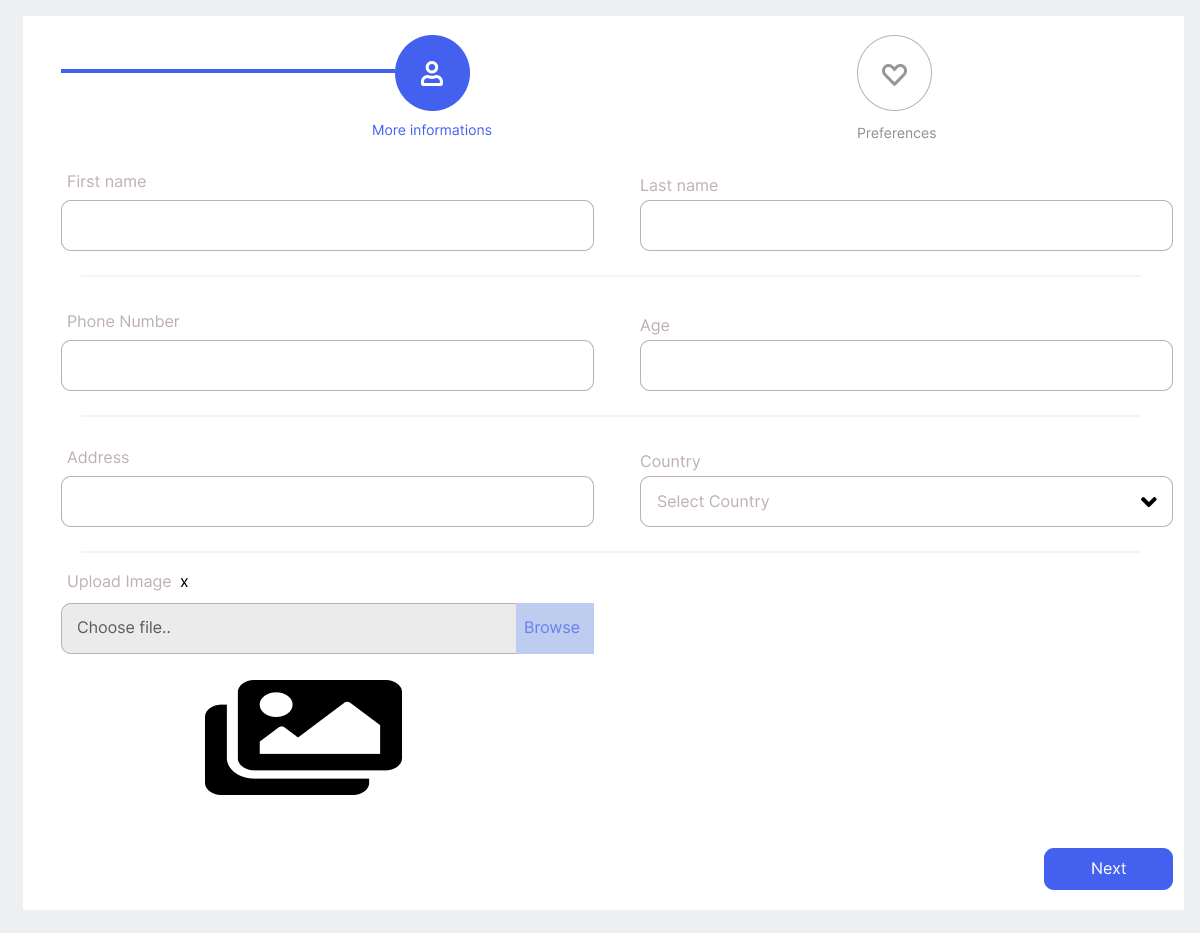 More informations
Preferences
First name
Last name
Phone Number
Age
Address
Country
Select Country
Upload Image x
Choose file..
Browse
Next